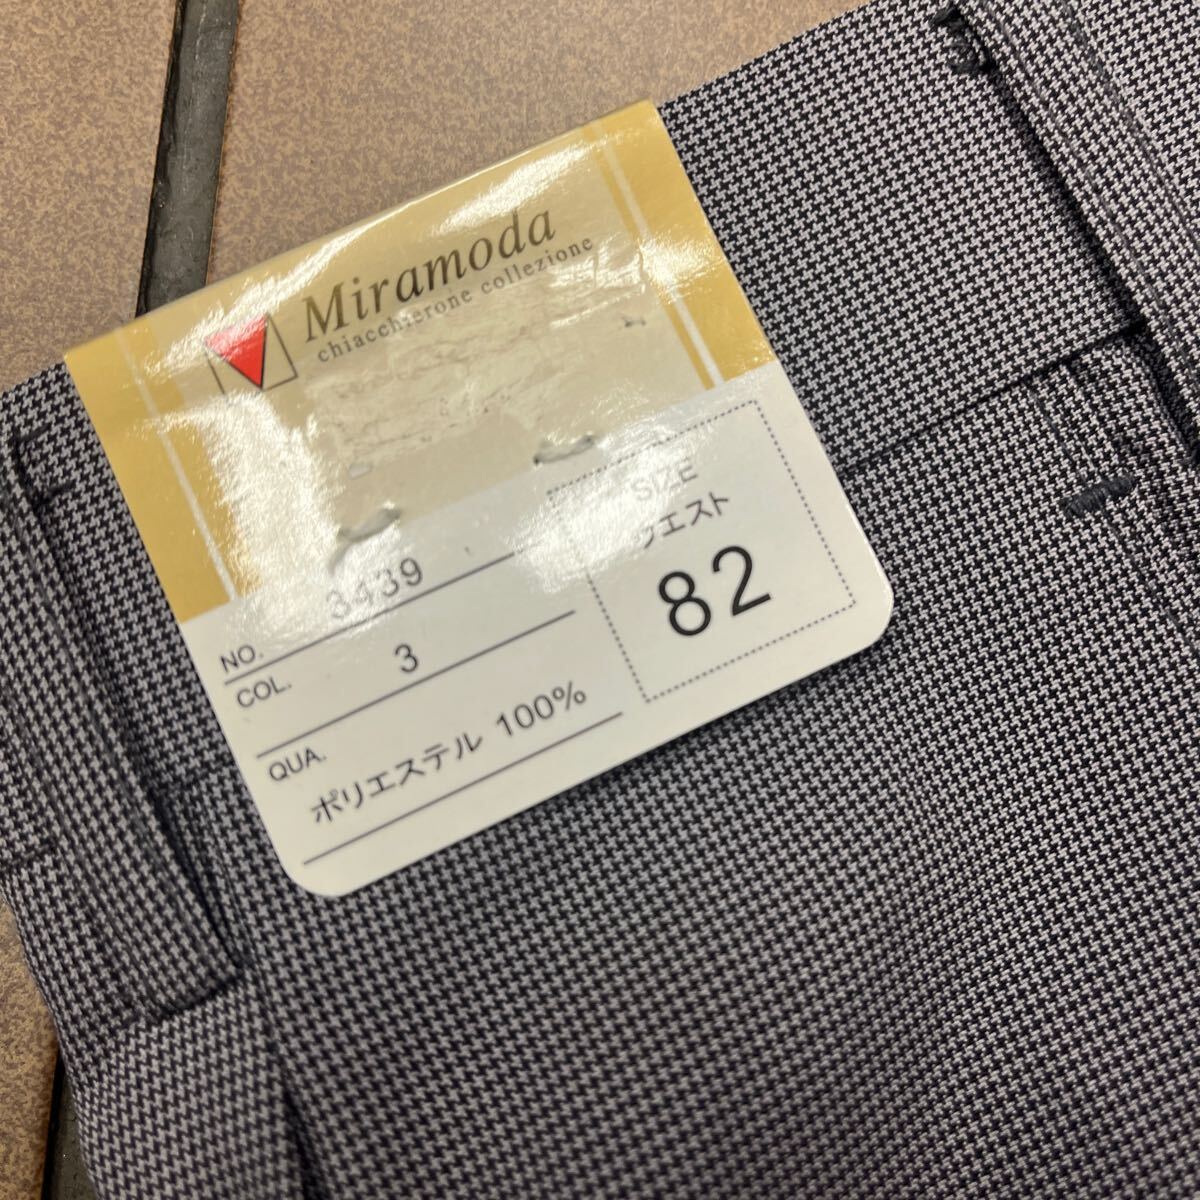 Miramoda
chiacchierone collezione
NO. 3439
COL. 3
QUA.
ポリエステル 100%
SIZE
ウエスト
82